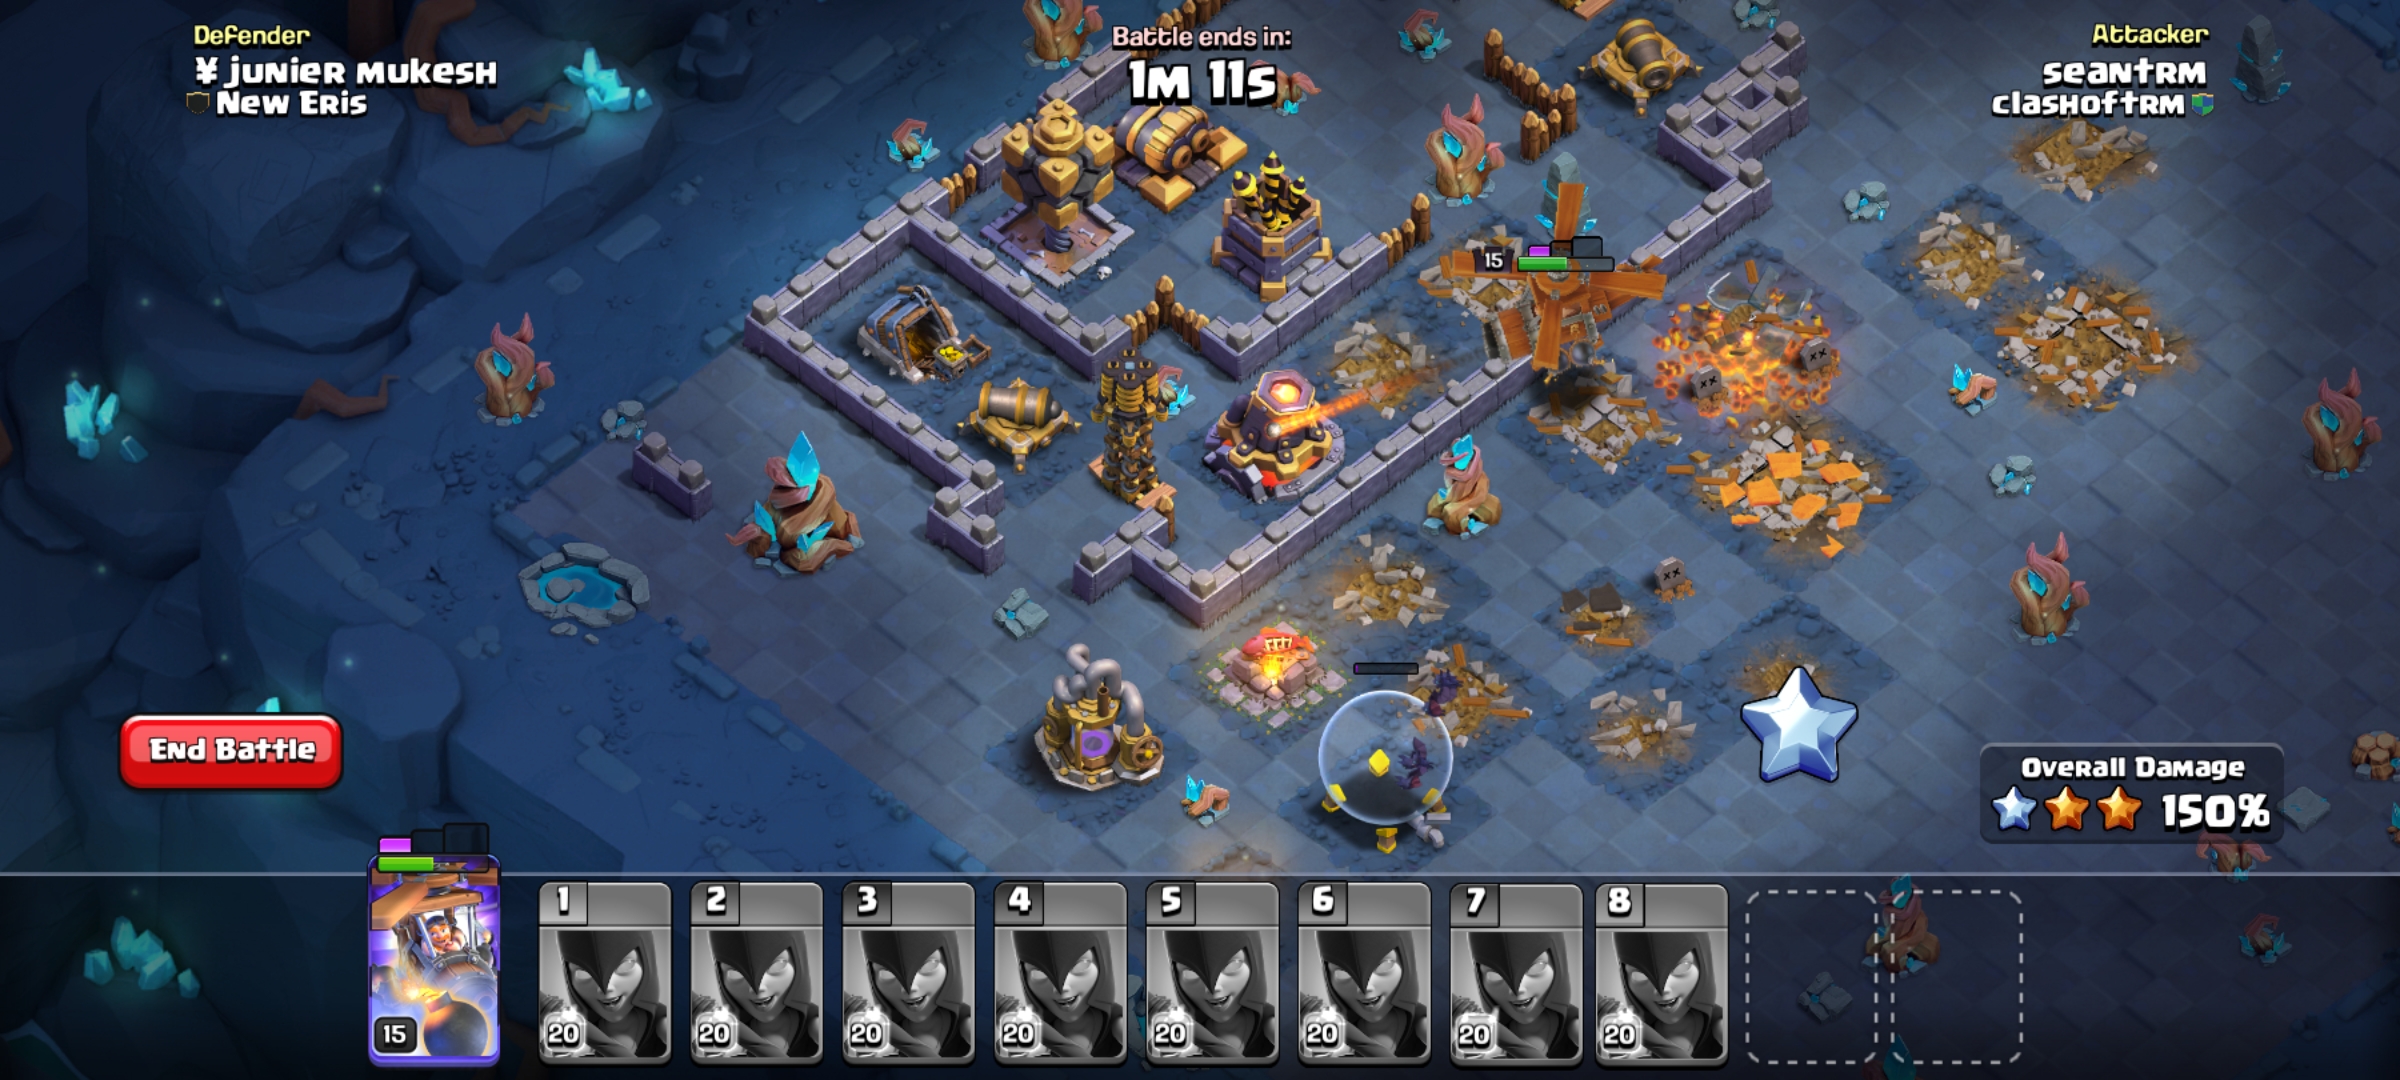 Defender
¥ junier mukesh
New Eris
Battle ends in:
1m 11s
Attacker
seantrm
clashoftrm
15
End Battle
Overall Damage
150%
15
1
20
2
20
3
20
4
20
5
20
6
20
7
20
8
20